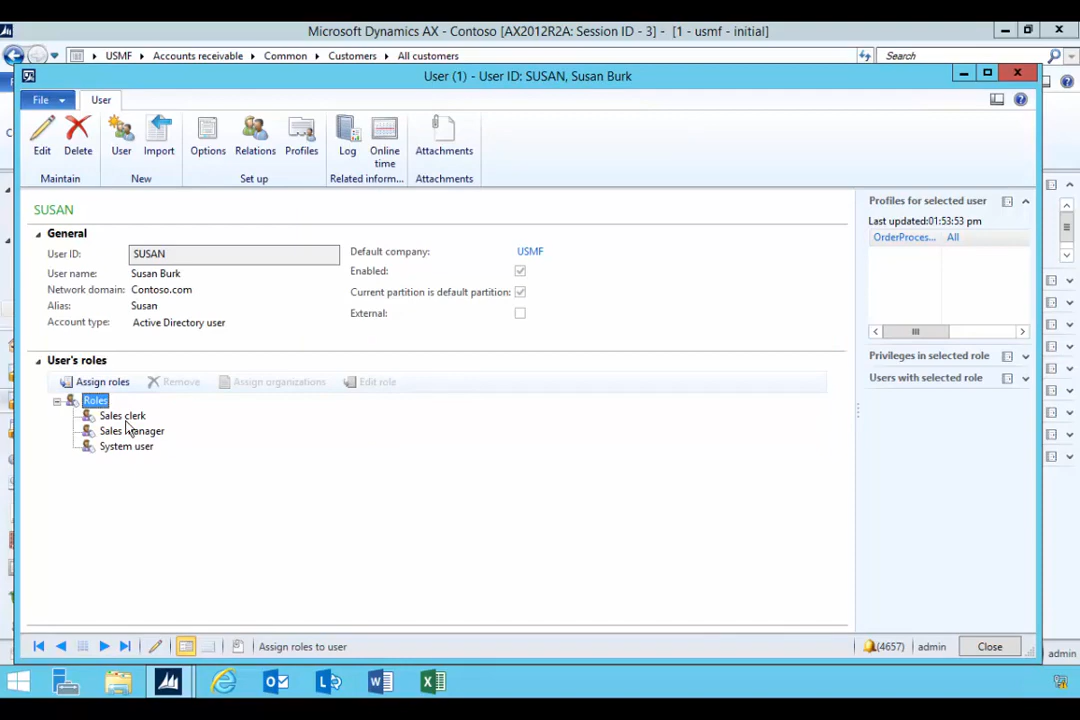 Microsoft Dynamics AX - Contoso [AX2012R2A: Session ID - 3] - [1 - usmf - initial]
USMF Accounts receivable Common Customers All customers Search
User (1) - User ID: SUSAN, Susan Burk
File User
Edit Delete User Import Options Relations Profiles Log Online time Attachments
Maintain New Set up Related inform... Attachments
SUSAN
General
User ID: SUSAN
User name: Susan Burk
Network domain: Contoso.com
Alias: Susan
Account type: Active Directory user
Default company: USMF
Enabled:
Current partition is default partition:
External:
User's roles
Assign roles Remove Assign organizations Edit role
Roles
Sales clerk
Sales manager
System user
Profiles for selected user
Last updated:01:53:53 pm
OrderProces... All
Privileges in selected role
Users with selected role
Assign roles to user (4657) admin Close
admin